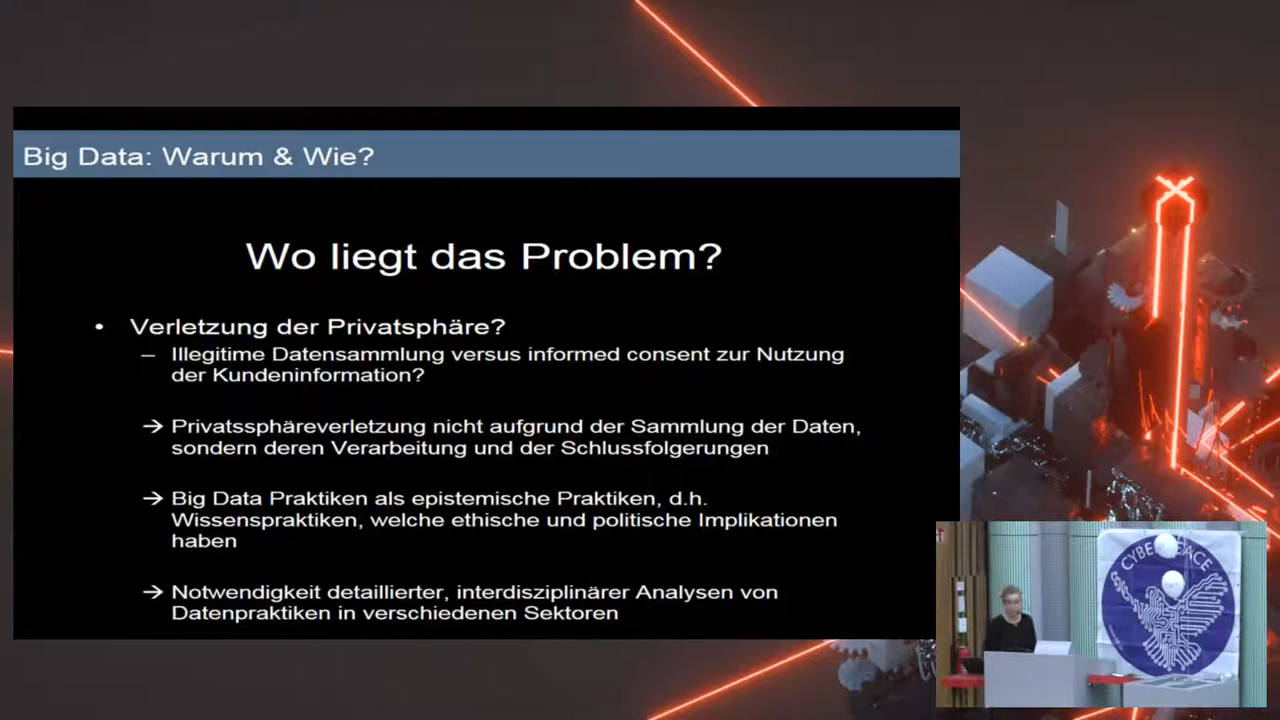 Big Data: Warum & Wie?
Wo liegt das Problem?
• Verletzung der Privatsphäre?
– Illegitime Datensammlung versus informed consent zur Nutzung
der Kundeninformation?
→ Privatssphäreverletzung nicht aufgrund der Sammlung der Daten,
sondern deren Verarbeitung und der Schlussfolgerungen
→ Big Data Praktiken als epistemische Praktiken, d.h.
Wissenspraktiken, welche ethische und politische Implikationen
haben
→ Notwendigkeit detaillierter, interdisziplinärer Analysen von
Datenpraktiken in verschiedenen Sektoren